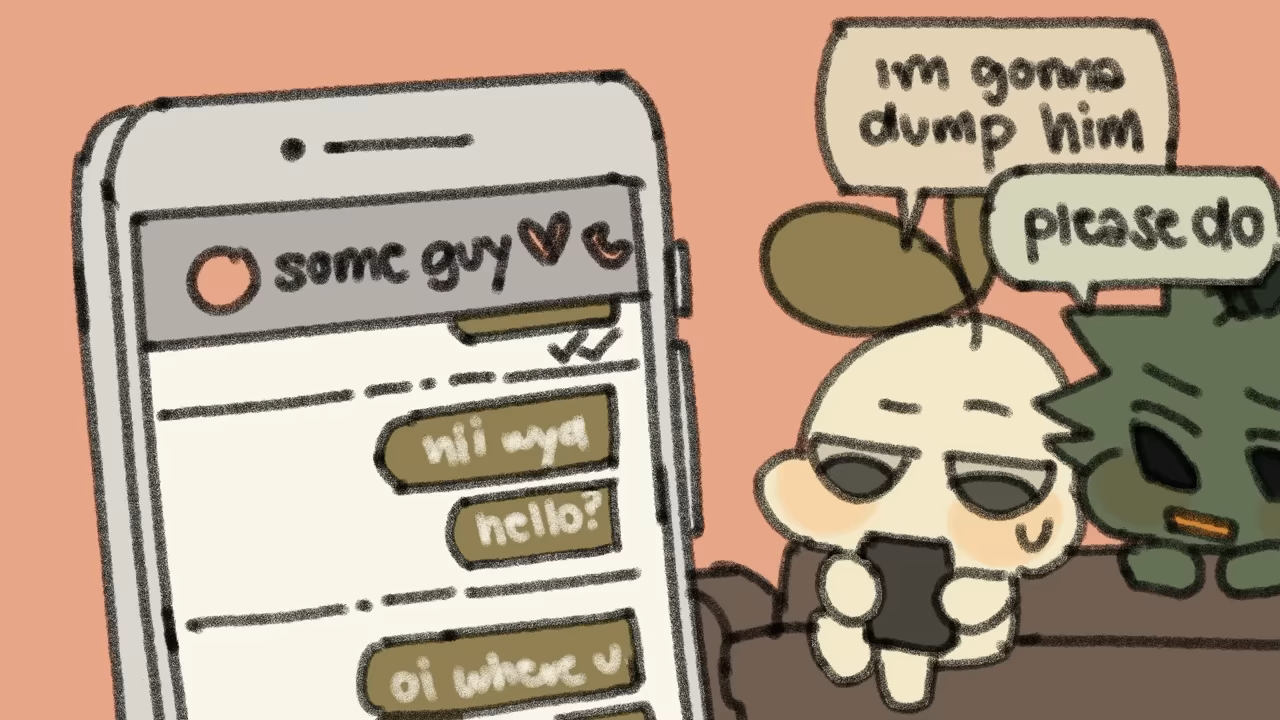 im gonna
dump him
please do
some guy
hii wya
hello?
oi where u